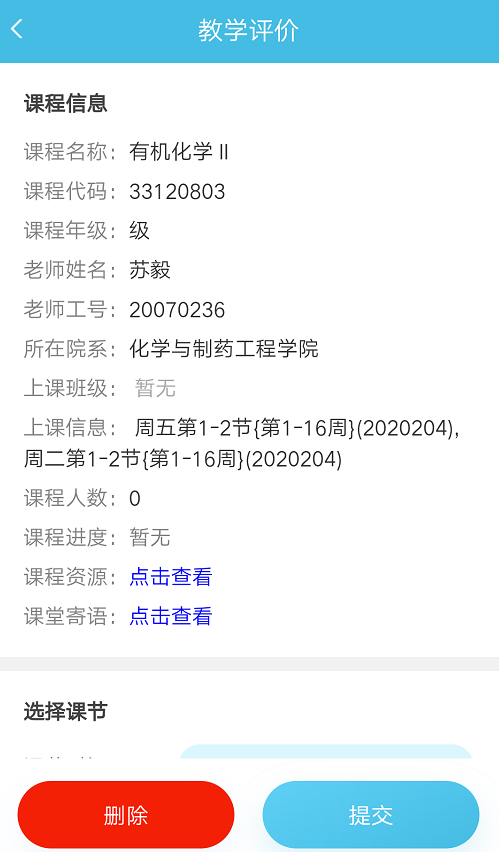 教学评价
课程信息
课程名称：有机化学 II
课程代码：33120803
课程年级：级
老师姓名：苏毅
老师工号：20070236
所在院系：化学与制药工程学院
上课班级：暂无
上课信息：周五第1-2节{第1-16周}(2020204),
周二第1-2节{第1-16周}(2020204)
课程人数：0
课程进度：暂无
课程资源：点击查看
课堂寄语：点击查看
选择课节
删除
提交